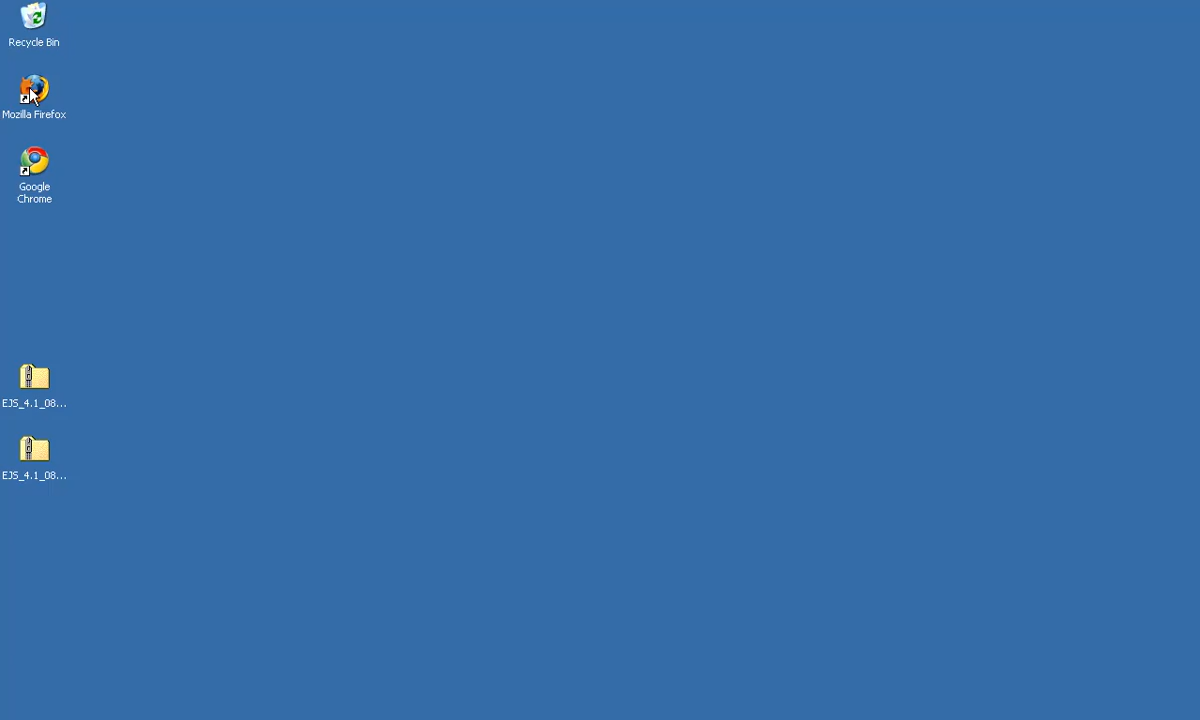 Recycle Bin
Mozilla Firefox
Google
Chrome
EJS_4.1_08...
EJS_4.1_08...